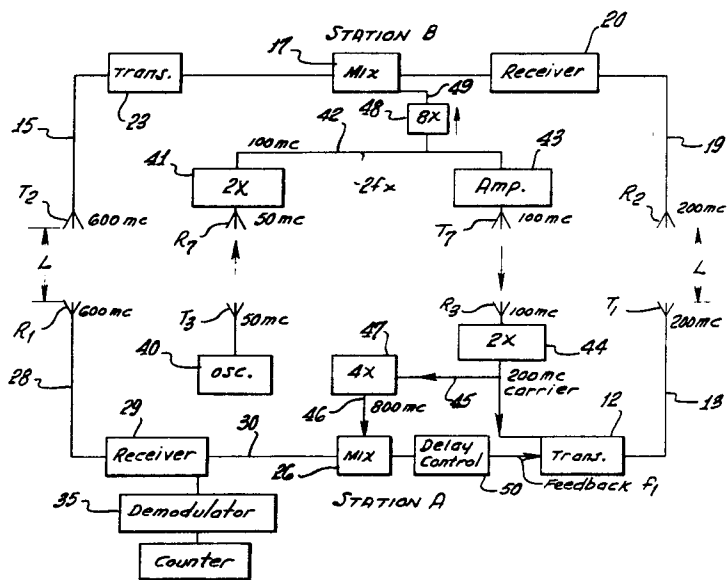 STATION B
17
20
Trans.
Mix
Receiver
23
49
48
8X
15
42
100mc
43
19
41
2X
-2fx
Amp.
T2
600mc
R7
50mc
T7
100mc
R2
200mc
L
L
R1
600mc
T3
50mc
R3
100mc
T1
200mc
47
2X
44
40
OSC.
4X
45
200mc
carrier
12
13
28
46
800mc
29
30
Receiver
Mix
Delay
Control
Trans.
26
50
Feedback f1
35
STATION A
Demodulator
Counter